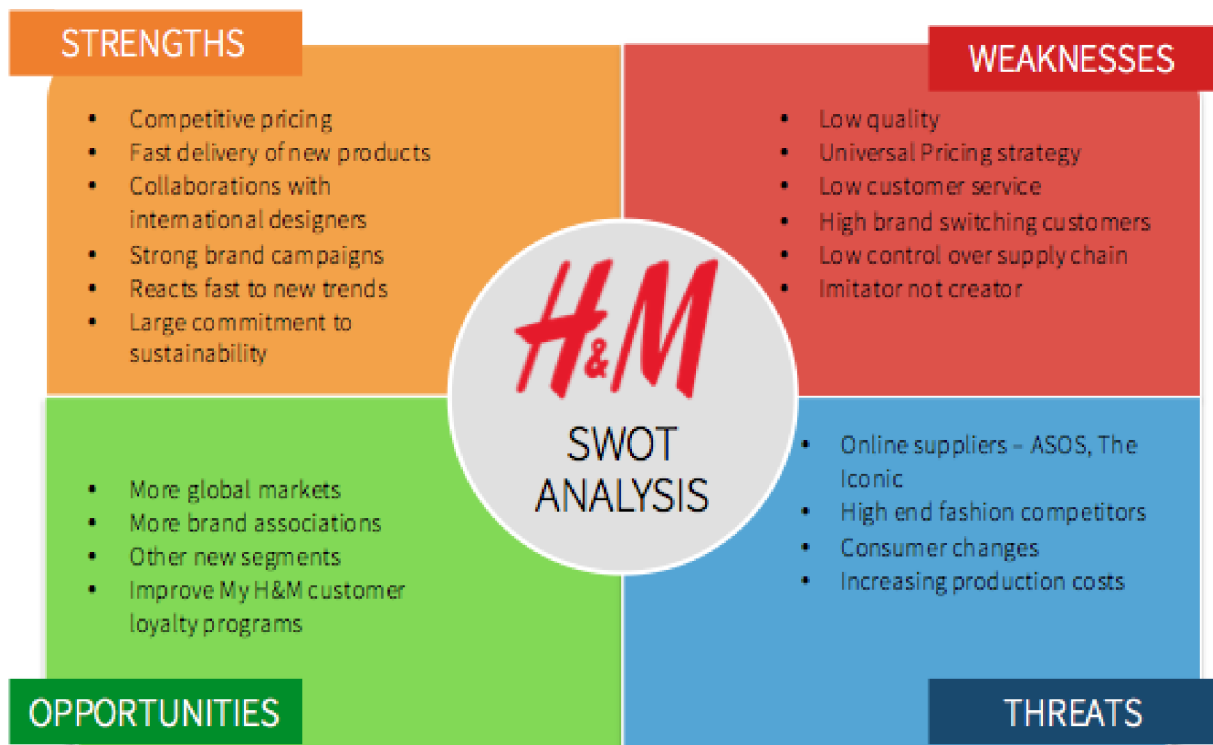 STRENGTHS
• Competitive pricing
• Fast delivery of new products
• Collaborations with
international designers
• Strong brand campaigns
• Reacts fast to new trends
• Large commitment to
sustainability
WEAKNESSES
• Low quality
• Universal Pricing strategy
• Low customer service
• High brand switching customers
• Low control over supply chain
• Imitator not creator
H&M
SWOT
ANALYSIS
• More global markets
• More brand associations
• Other new segments
• Improve My H&M customer
loyalty programs
OPPORTUNITIES
• Online suppliers – ASOS, The
Iconic
• High end fashion competitors
• Consumer changes
• Increasing production costs
THREATS